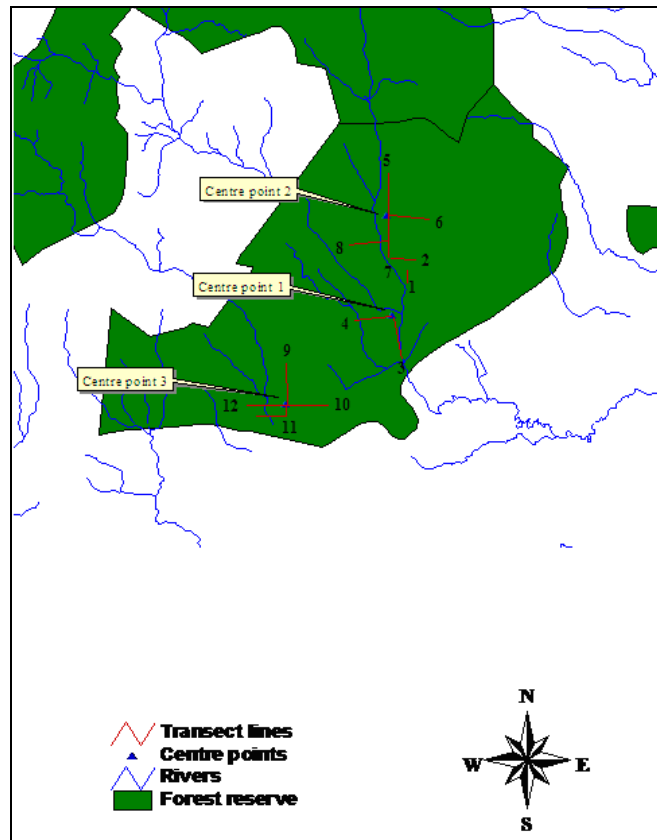 5
Centre point 2
6
8
2
7
1
Centre point 1
4
3
9
Centre point 3
12
10
11
N
Transect lines
Centre points
W
E
Rivers
Forest reserve
S